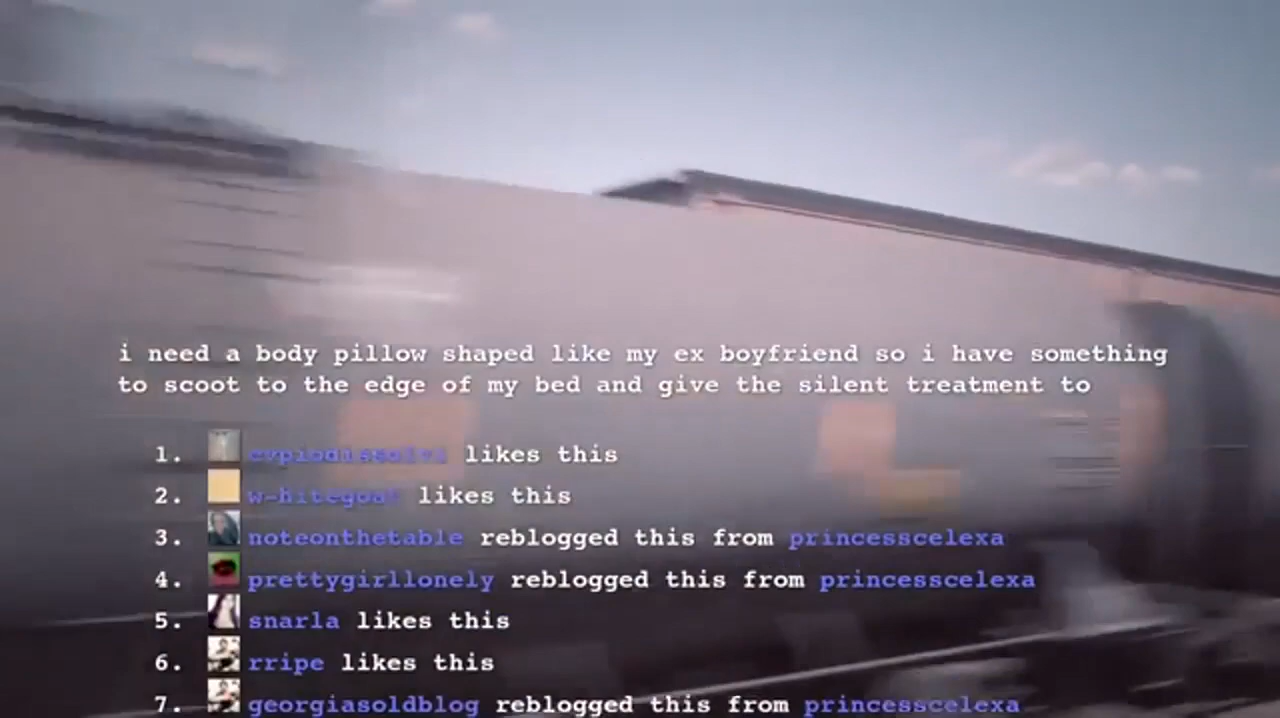 i need a body pillow shaped like my ex boyfriend so i have something
to scoot to the edge of my bed and give the silent treatment to
1. likes this
2. w-hitegoat likes this
3. noteonthetable reblogged this from princesscelexa
4. prettygirllonely reblogged this from princesscelexa
5. snarla likes this
6. rripe likes this
7. georgiasoldblog reblogged this from princesscelexa